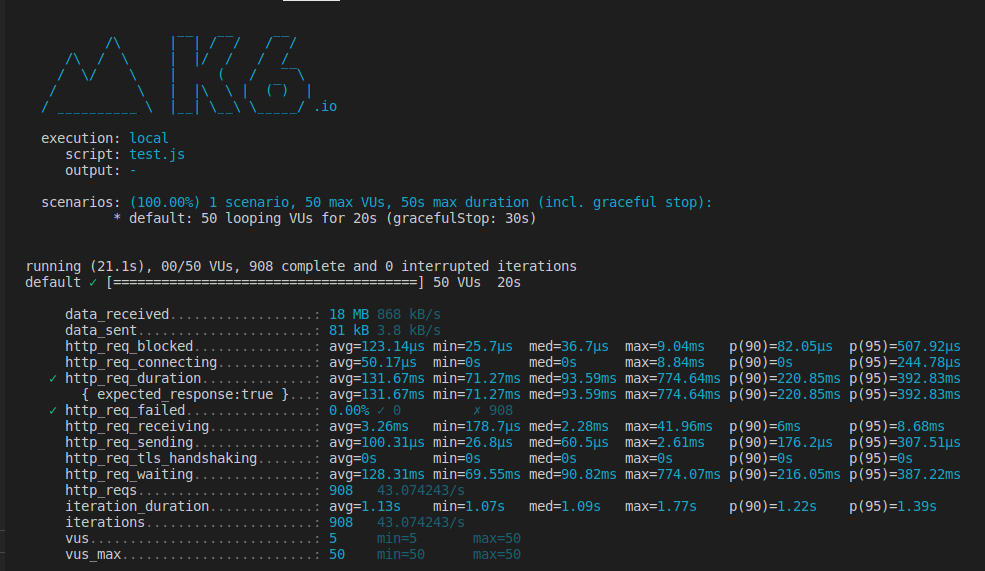 /\      |‾‾| /‾‾/   /‾‾/
     /\  /  \     |  |/  /   /  /
    /  \/    \    |     (   /   ‾‾\
   /          \   |  |\  \ |  (‾)  |
  / __________ \  |__| \__\ \_____/ .io
execution: local
script: test.js
output: -
scenarios: (100.00%) 1 scenario, 50 max VUs, 50s max duration (incl. graceful stop):
* default: 50 looping VUs for 20s (gracefulStop: 30s)
running (21.1s), 00/50 VUs, 908 complete and 0 interrupted iterations
default ✓ [======================================] 50 VUs  20s
data_received..................: 18 MB 868 kB/s
data_sent......................: 81 kB 3.8 kB/s
http_req_blocked...............: avg=123.14µs min=25.7µs med=36.7µs max=9.04ms p(90)=82.05µs p(95)=507.92µs
http_req_connecting............: avg=50.17µs min=0s med=0s max=8.84ms p(90)=0s p(95)=244.78µs
✓ http_req_duration..............: avg=131.67ms min=71.27ms med=93.59ms max=774.64ms p(90)=220.85ms p(95)=392.83ms
{ expected_response:true }...: avg=131.67ms min=71.27ms med=93.59ms max=774.64ms p(90)=220.85ms p(95)=392.83ms
✓ http_req_failed................: 0.00% ✓ 0 ✗ 908
http_req_receiving.............: avg=3.26ms min=178.7µs med=2.28ms max=41.96ms p(90)=6ms p(95)=8.68ms
http_req_sending...............: avg=100.31µs min=26.8µs med=60.5µs max=2.61ms p(90)=176.2µs p(95)=307.51µs
http_req_tls_handshaking.......: avg=0s min=0s med=0s max=0s p(90)=0s p(95)=0s
http_req_waiting...............: avg=128.31ms min=69.55ms med=90.82ms max=774.07ms p(90)=216.05ms p(95)=387.22ms
http_reqs......................: 908 43.074243/s
iteration_duration.............: avg=1.13s min=1.07s med=1.09s max=1.77s p(90)=1.22s p(95)=1.39s
iterations.....................: 908 43.074243/s
vus............................: 5 min=5 max=50
vus_max........................: 50 min=50 max=50